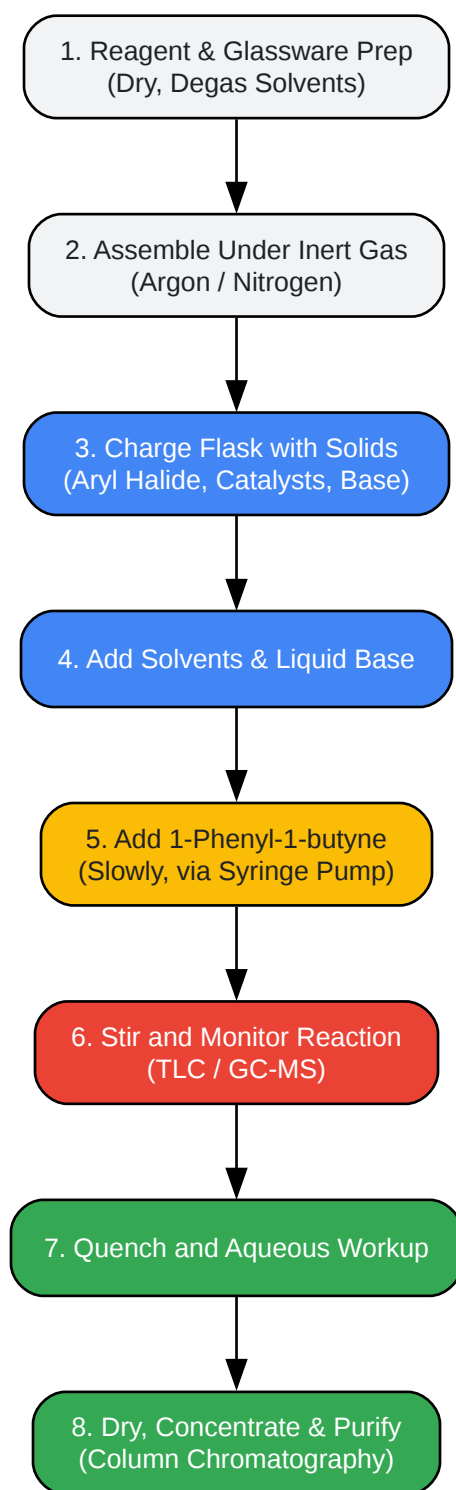 1. Reagent & Glassware Prep
(Dry, Degas Solvents)
2. Assemble Under Inert Gas
(Argon / Nitrogen)
3. Charge Flask with Solids
(Aryl Halide, Catalysts, Base)
4. Add Solvents & Liquid Base
5. Add 1-Phenyl-1-butyne
(Slowly, via Syringe Pump)
6. Stir and Monitor Reaction
(TLC / GC-MS)
7. Quench and Aqueous Workup
8. Dry, Concentrate & Purify
(Column Chromatography)